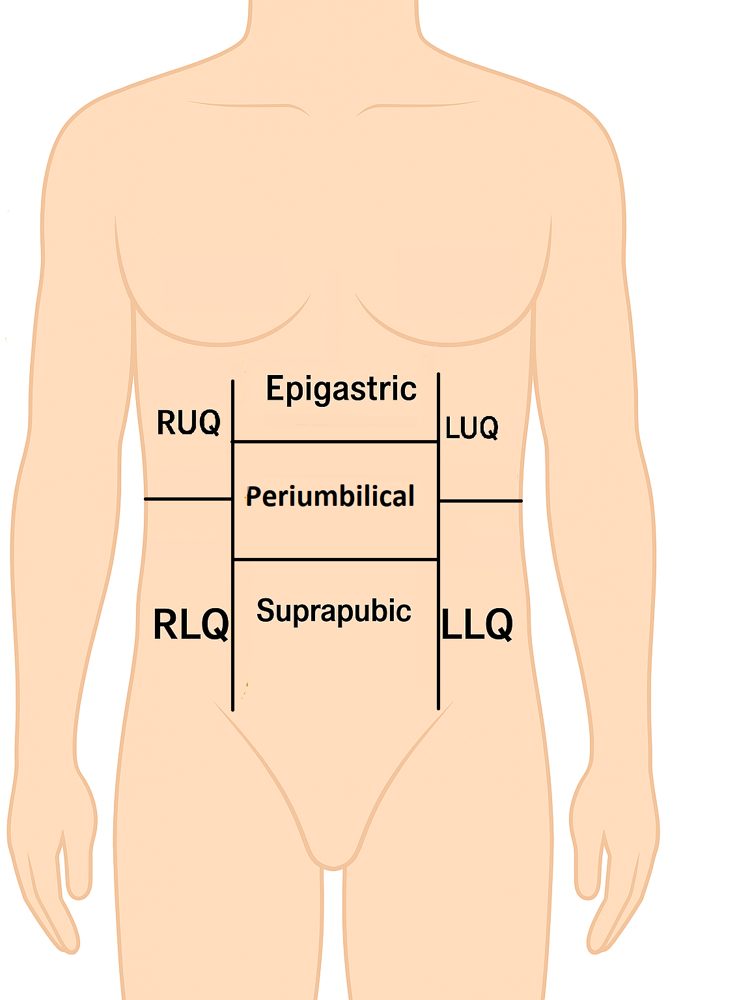 Epigastric
RUQ
LUQ
Periumbilical
Suprapubic
RLQ
LLQ